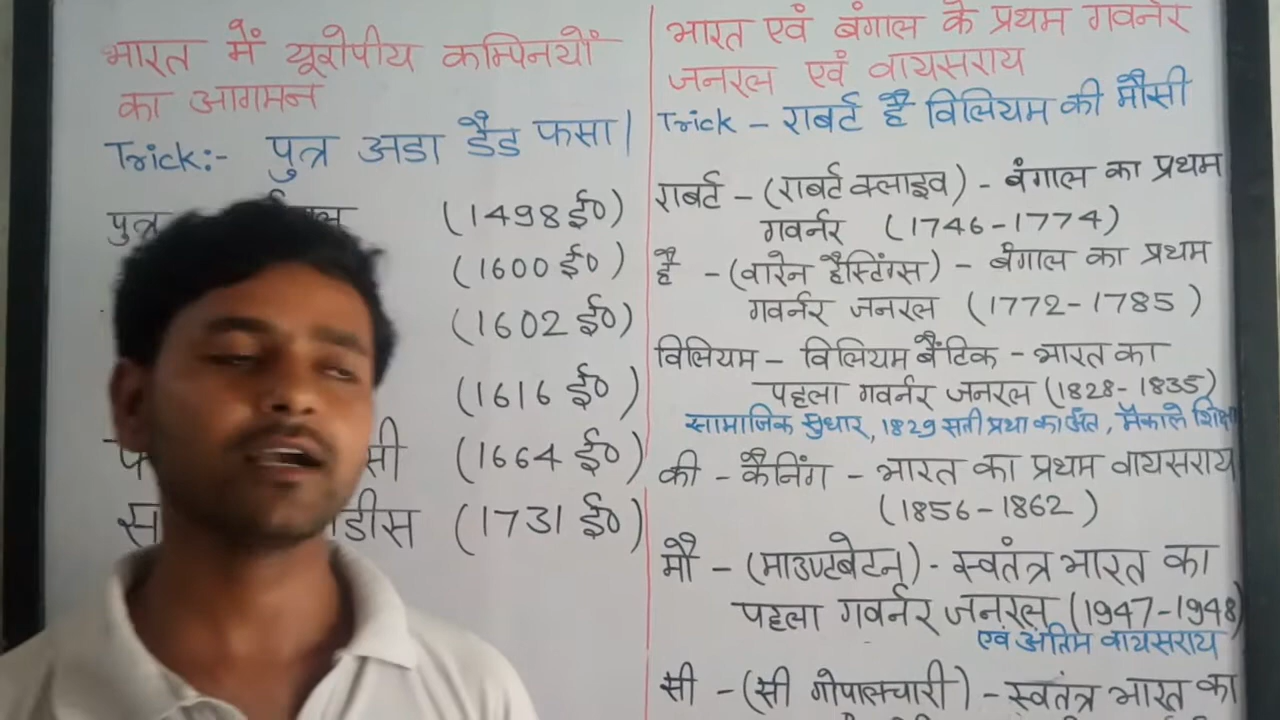 भारत में यूरोपीय कम्पिनयों
का आगमन
Trick:- पुत्र अडा डैड फसा।
पुत्र (1498 ई०)
(1600 ई०)
(1602 ई०)
(1616 ई०)
सी (1664 ई०)
स डीस (1731 ई०)
भारत एवं बंगाल के प्रथम गवर्नर
जनरल एवं वायसराय
Trick - राबर्ट है विलियम की मौसी
राबर्ट - (राबर्ट क्लाइव) - बंगाल का प्रथम
गवर्नर (1746-1774)
है - (वारेन हैस्टिंग्स) - बंगाल का प्रथम
गवर्नर जनरल (1772-1785)
विलियम - विलियम बैंटिक - भारत का
पहला गवर्नर जनरल (1828-1835)
सामाजिक सुधार, 1829 सती प्रथा का अंत, मैकाले शिक्षा
की - कैनिंग - भारत का प्रथम वायसराय
(1856-1862)
मौ - (माउण्टबेटन) - स्वतंत्र भारत का
पहला गवर्नर जनरल (1947-1948)
एवं अंतिम वायसराय
सी - (सी गोपालचारी) - स्वतंत्र भारत का